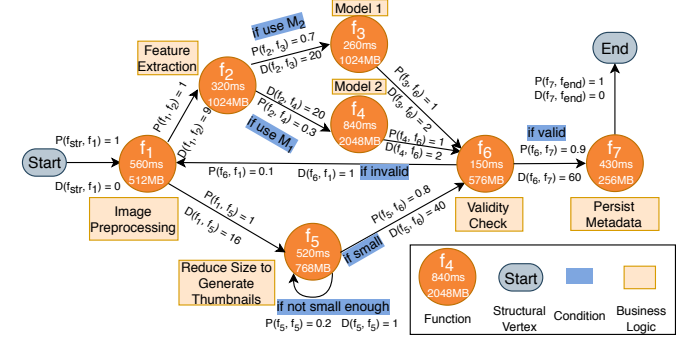 Model 1
if use M2
P(f2, f3) = 0.7
D(f2, f3) = 20
f3
260ms
1024MB
End
Feature
Extraction
f2
320ms
1024MB
P(f3, f6) = 1
D(f3, f6) = 2
P(f7, fend) = 1
D(f7, fend) = 0
Model 2
D(f2, f4) = 20
P(f2, f4) = 0.3
if use M1
f4
840ms
2048MB
P(f4, f6) = 1
D(f4, f6) = 2
P(f1, f2) = 1
D(f1, f2) = 9
P(fstr, f1) = 1
Start
D(fstr, f1) = 0
f1
560ms
512MB
P(f6, f1) = 0.1
D(f6, f1) = 1
if invalid
f6
150ms
576MB
if valid
P(f6, f7) = 0.9
D(f6, f7) = 60
f7
430ms
256MB
Image
Preprocessing
P(f1, f5) = 1
D(f1, f5) = 16
P(f5, f6) = 0.8
D(f5, f6) = 40
if small
Validity
Check
Persist
Metadata
f5
520ms
768MB
Reduce Size to
Generate
Thumbnails
if not small enough
P(f5, f5) = 0.2 D(f5, f5) = 1
f4
840ms
2048MB
Start
Function
Structural
Vertex
Condition
Business
Logic